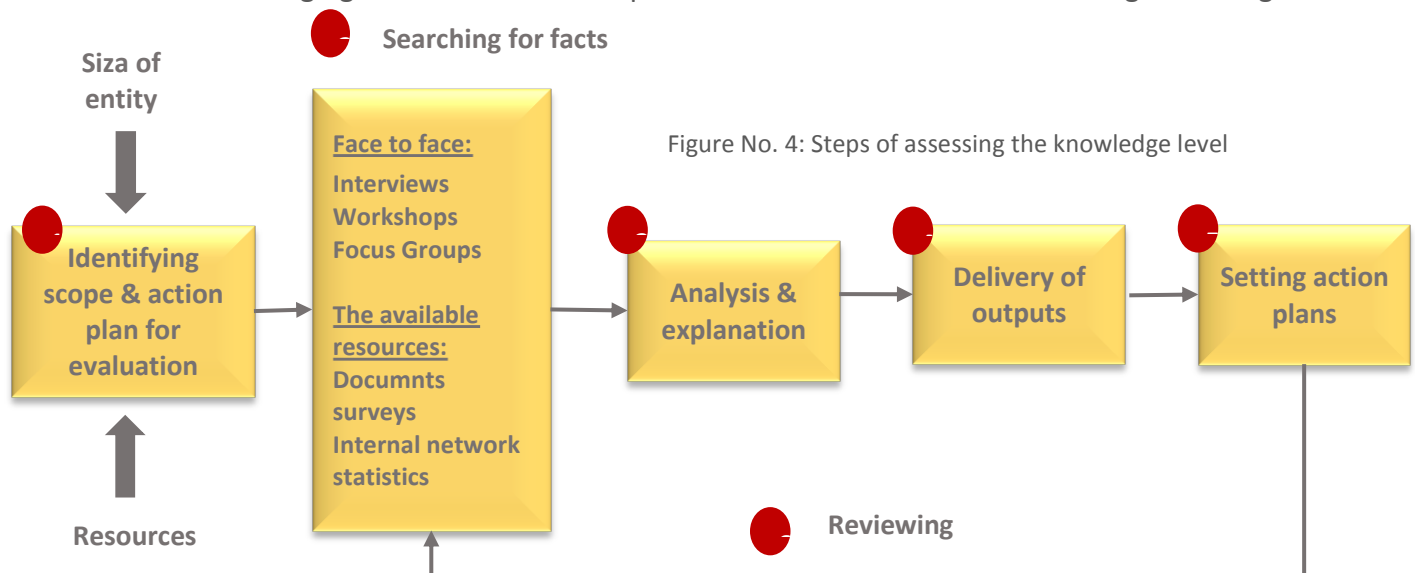 Searching for facts
Siza of
entity
Face to face:
Interviews
Workshops
Focus Groups
The available
resources:
Documnts
surveys
Internal network
statistics
Figure No. 4: Steps of assessing the knowledge level
Identifying
scope & action
plan for
evaluation
Analysis &
explanation
Delivery of
outputs
Setting action
plans
Resources
Reviewing